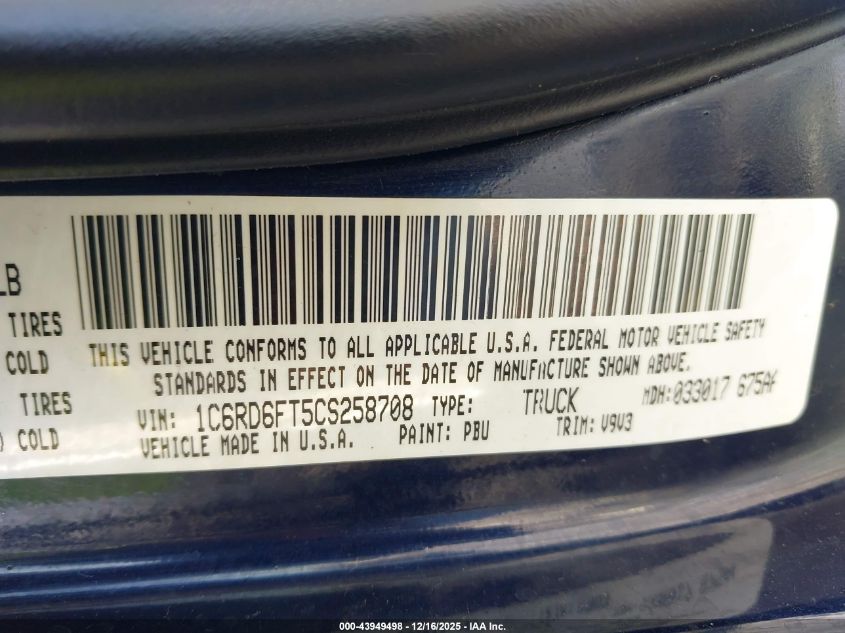 LB
TIRES
COLD
TIRES
) COLD
THIS VEHICLE CONFORMS TO ALL APPLICABLE U.S.A. FEDERAL MOTOR VEHICLE SAFETY
STANDARDS IN EFFECT ON THE DATE OF MANUFACTURE SHOWN ABOVE.
VIN: 1C6RD6FT5CS258708 TYPE: TRUCK MDH:033017 675AF
VEHICLE MADE IN U.S.A. PAINT: PBU TRIM: V9V3
000-43949498 - 12/16/2025 - IAA Inc.